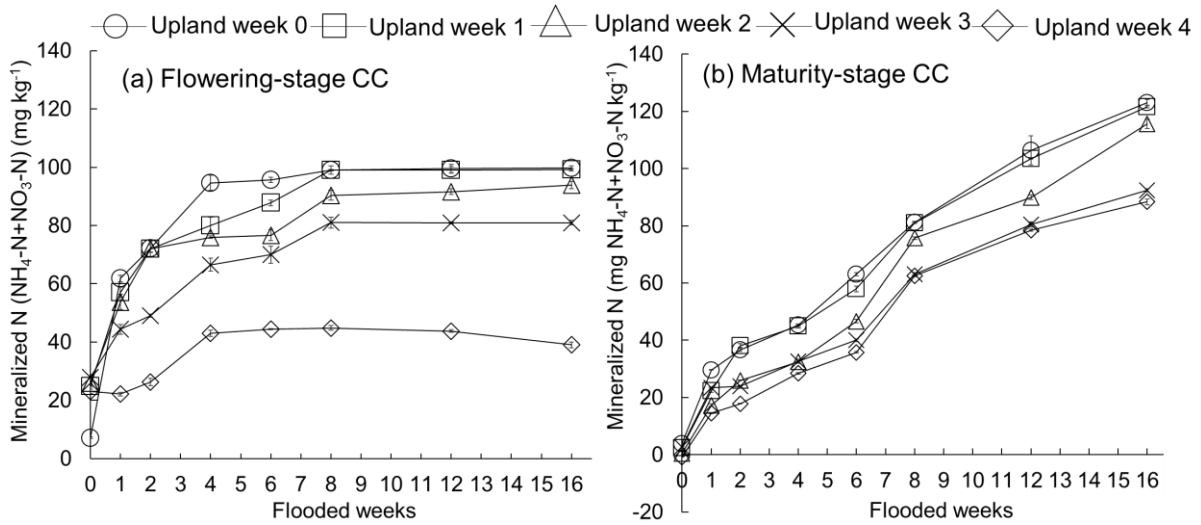 Upland week 0 Upland week 1 Upland week 2 Upland week 3 Upland week 4
(a) Flowering-stage CC
Mineralized N (NH₄-N+NO₃-N) (mg kg⁻¹)
140
120
100
80
60
40
20
0
0 1 2 3 4 5 6 7 8 9 10 11 12 13 14 15 16
Flooded weeks
(b) Maturity-stage CC
Mineralized N (mg NH₄-N+NO₃-N kg⁻¹)
140
120
100
80
60
40
20
0
-20
0 1 2 3 4 5 6 7 8 9 10 11 12 13 14 15 16
Flooded weeks